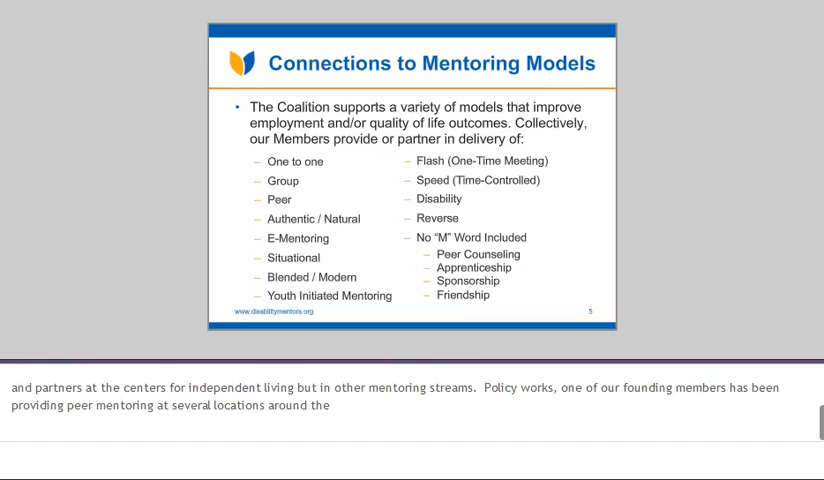 Connections to Mentoring Models
• The Coalition supports a variety of models that improve
employment and/or quality of life outcomes. Collectively,
our Members provide or partner in delivery of:
– One to one
– Group
– Peer
– Authentic / Natural
– E-Mentoring
– Situational
– Blended / Modern
– Youth Initiated Mentoring
– Flash (One-Time Meeting)
– Speed (Time-Controlled)
– Disability
– Reverse
– No “M” Word Included
– Peer Counseling
– Apprenticeship
– Sponsorship
– Friendship
www.disabilitymentors.org
5
and partners at the centers for independent living but in other mentoring streams.  Policy works, one of our founding members has been
providing peer mentoring at several locations around the